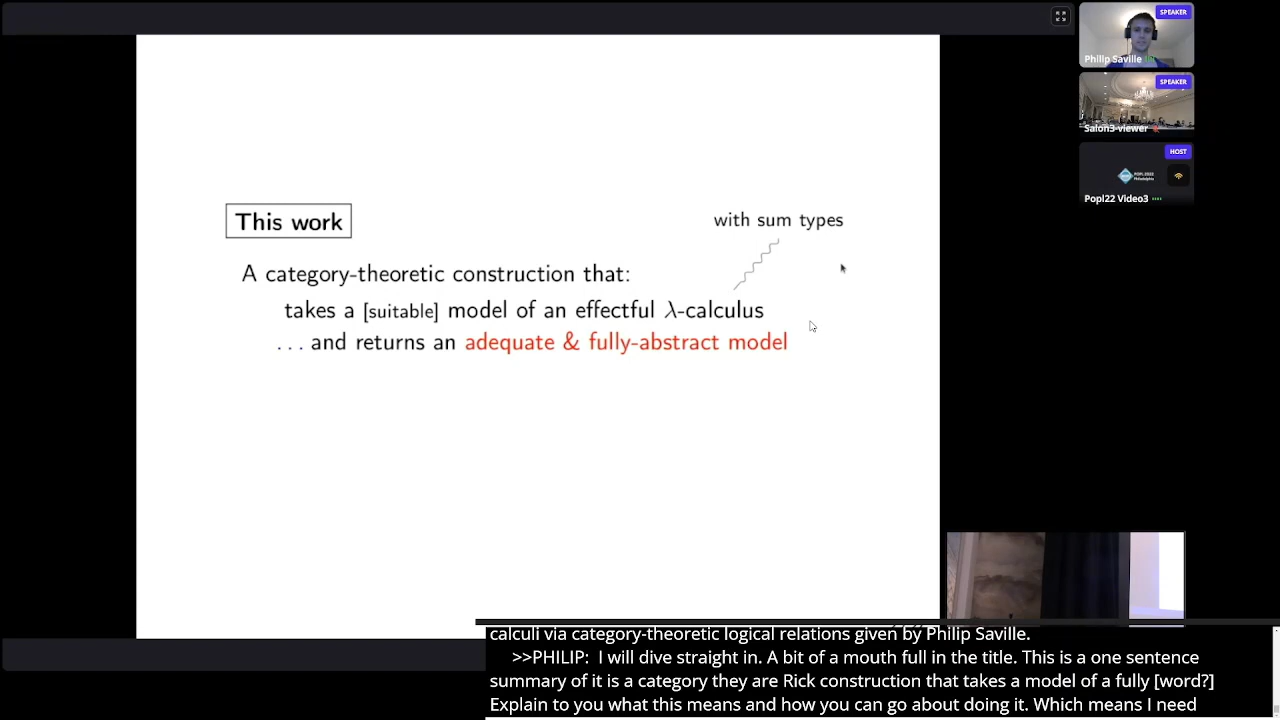 SPEAKER
Philip Saville
SPEAKER
Salon3-viewer
HOST
POPL 2022
Philadelphia
Popl22 Video3
This work
with sum types
A category-theoretic construction that:
takes a [suitable] model of an effectful λ-calculus
... and returns an adequate & fully-abstract model
calculi via category-theoretic logical relations given by Philip Saville.
>>PHILIP: I will dive straight in. A bit of a mouth full in the title. This is a one sentence
summary of it is a category they are Rick construction that takes a model of a fully [word?]
Explain to you what this means and how you can go about doing it. Which means I need